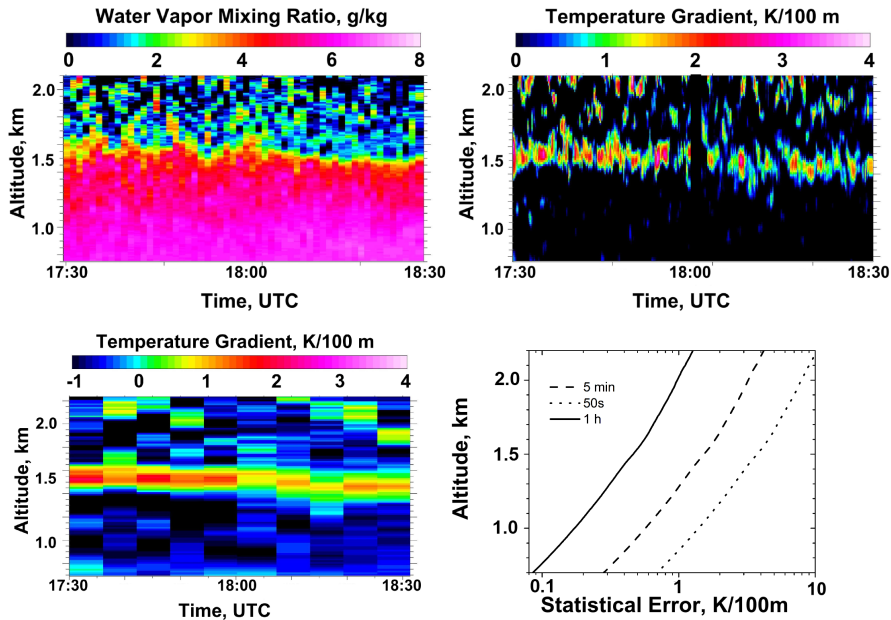 Water Vapor Mixing Ratio, g/kg
0 2 4 6 8
Altitude, km
2.0
1.5
1.0
17:30 18:00 18:30
Time, UTC
Temperature Gradient, K/100 m
0 1 2 3 4
Altitude, km
2.0
1.5
1.0
17:30 18:00 18:30
Time, UTC
Temperature Gradient, K/100 m
-1 0 1 2 3 4
Altitude, km
2.0
1.5
1.0
17:30 18:00 18:30
Time, UTC
Altitude, km
2.0
1.5
1.0
5 min
50s
1 h
0.1 1 10
Statistical Error, K/100m